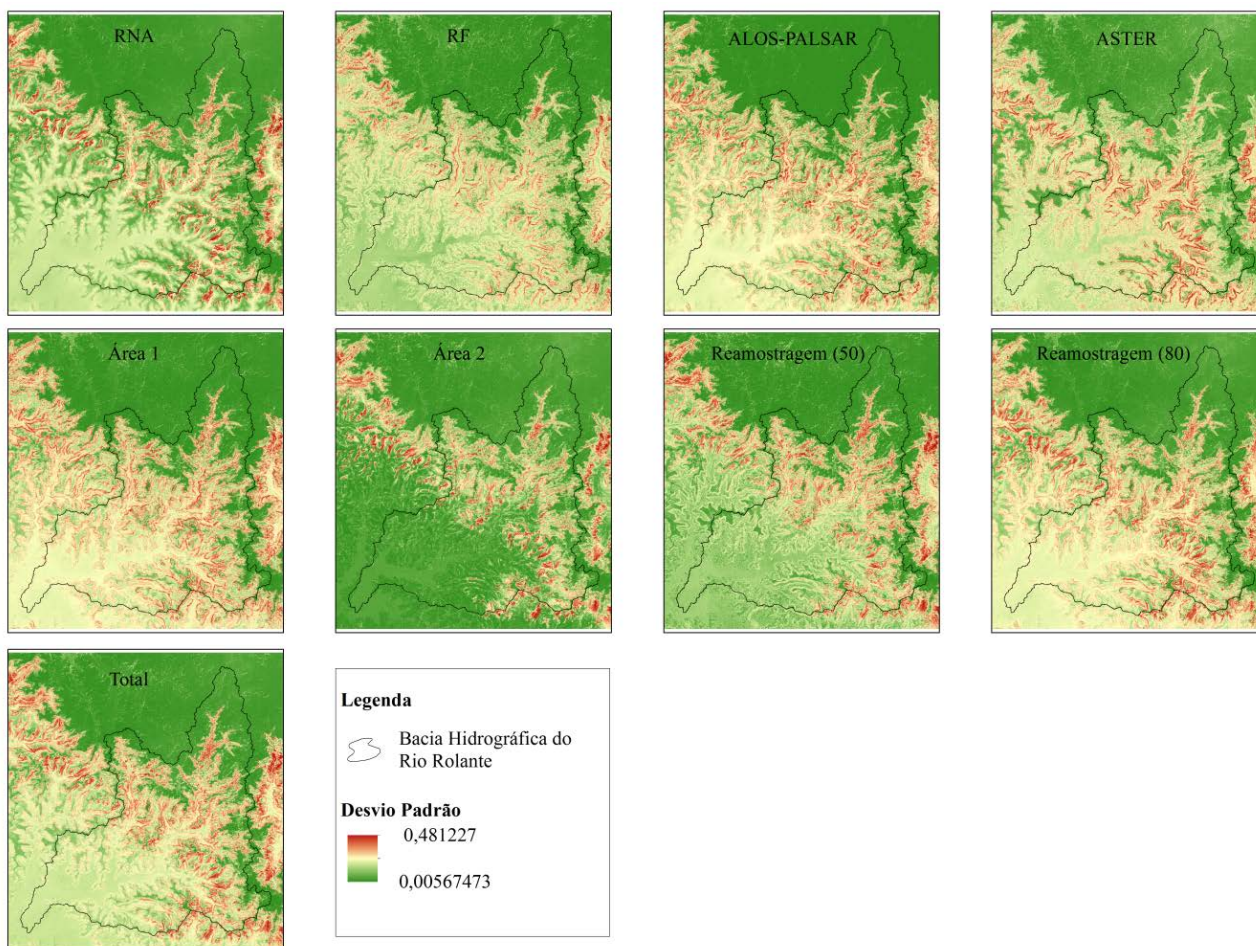 RNA
RF
ALOS-PALSAR
ASTER
Área 1
Área 2
Reamostragem (50)
Reamostragem (80)
Total
Legenda
Bacia Hidrográfica do
Rio Rolante
Desvio Padrão
0,481227
0,00567473